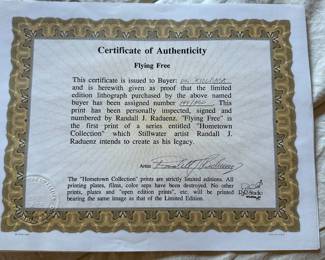 Certificate of Authenticity
Flying Free
This certificate is issued to Buyer:
and is herewith given as proof that the limited
edition lithograph purchased by the above named
buyer has been assigned number This
print has been personally inspected, signed and
numbered by Randall J. Raduenz. "Flying Free" is
the first print of a series entitled "Hometown
Collection" which Stillwater artist Randall J.
Raduenz intends to create as his legacy.
Artist
The "Hometown Collection" prints are strictly limited editions. All
printing plates, films, color seps have been destroyed. No other
prints, plates and "open edition prints", etc. will be printed
bearing the same image as that of the Limited Edition.